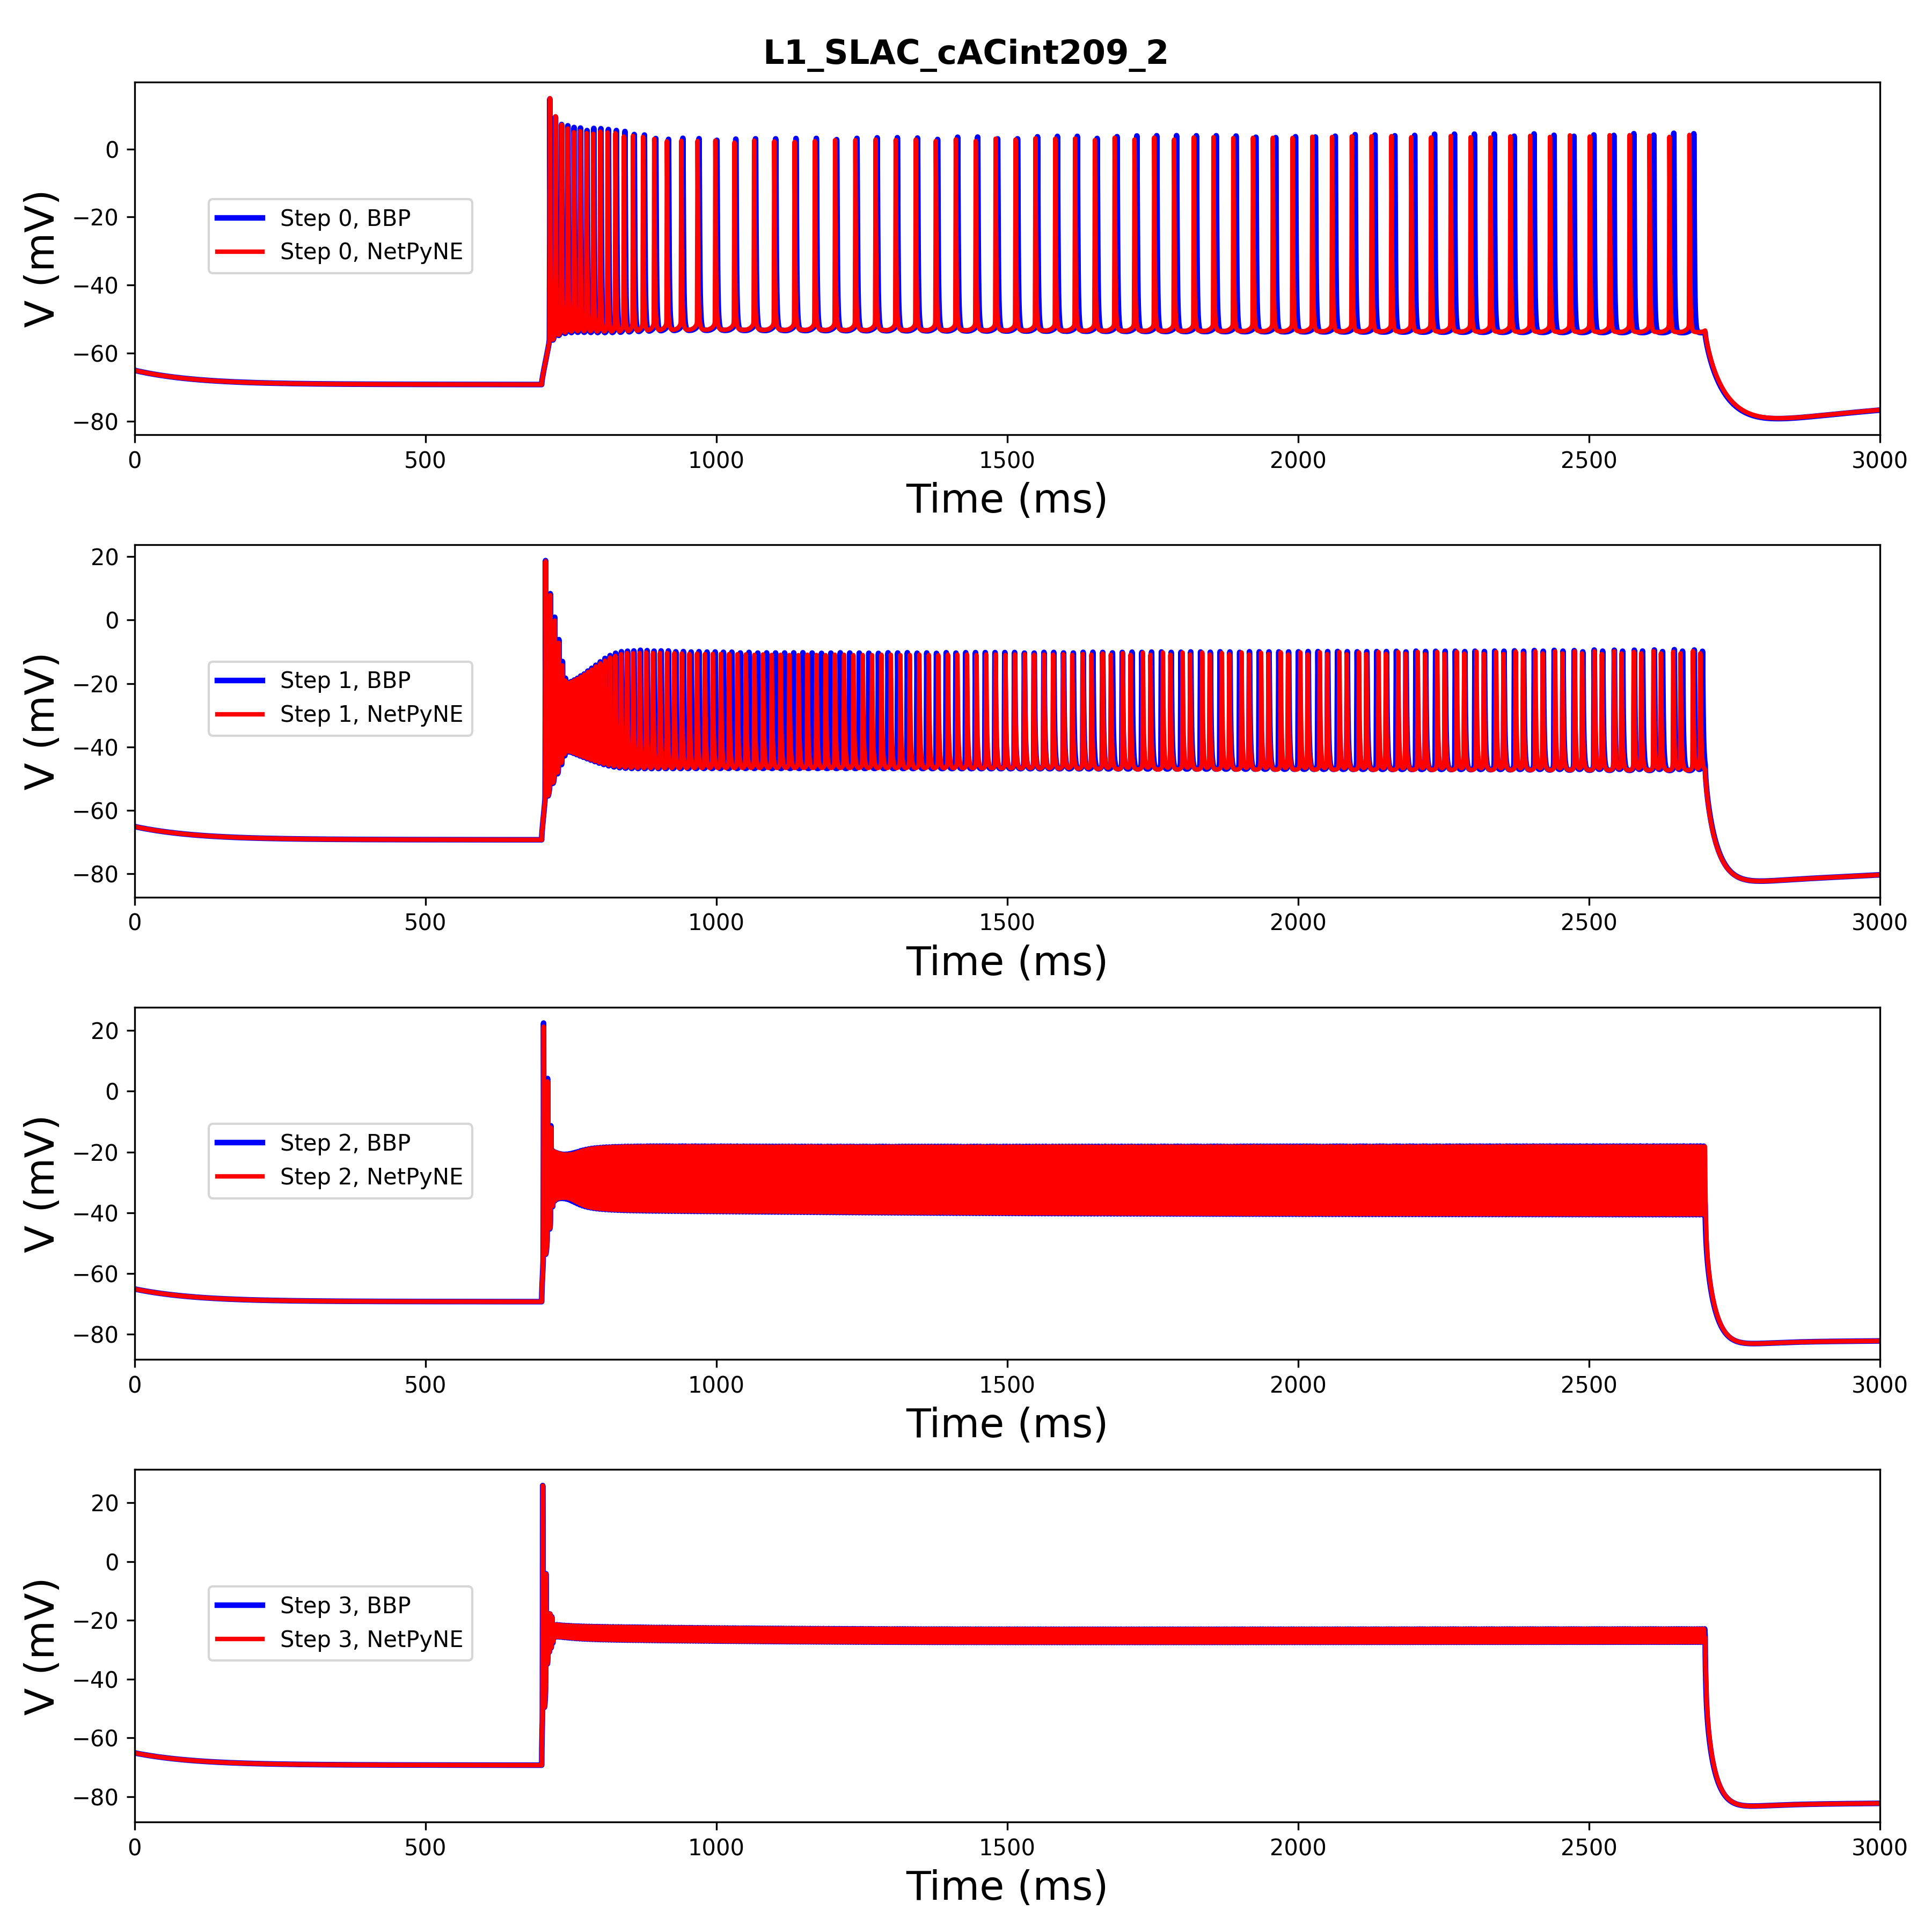 L1_SLAC_cACint209_2
V (mV)
0
−20
−40
−60
−80
Step 0, BBP
Step 0, NetPyNE
0 500 1000 1500 2000 2500 3000
Time (ms)
V (mV)
20
0
−20
−40
−60
−80
Step 1, BBP
Step 1, NetPyNE
0 500 1000 1500 2000 2500 3000
Time (ms)
V (mV)
20
0
−20
−40
−60
−80
Step 2, BBP
Step 2, NetPyNE
0 500 1000 1500 2000 2500 3000
Time (ms)
V (mV)
20
0
−20
−40
−60
−80
Step 3, BBP
Step 3, NetPyNE
0 500 1000 1500 2000 2500 3000
Time (ms)